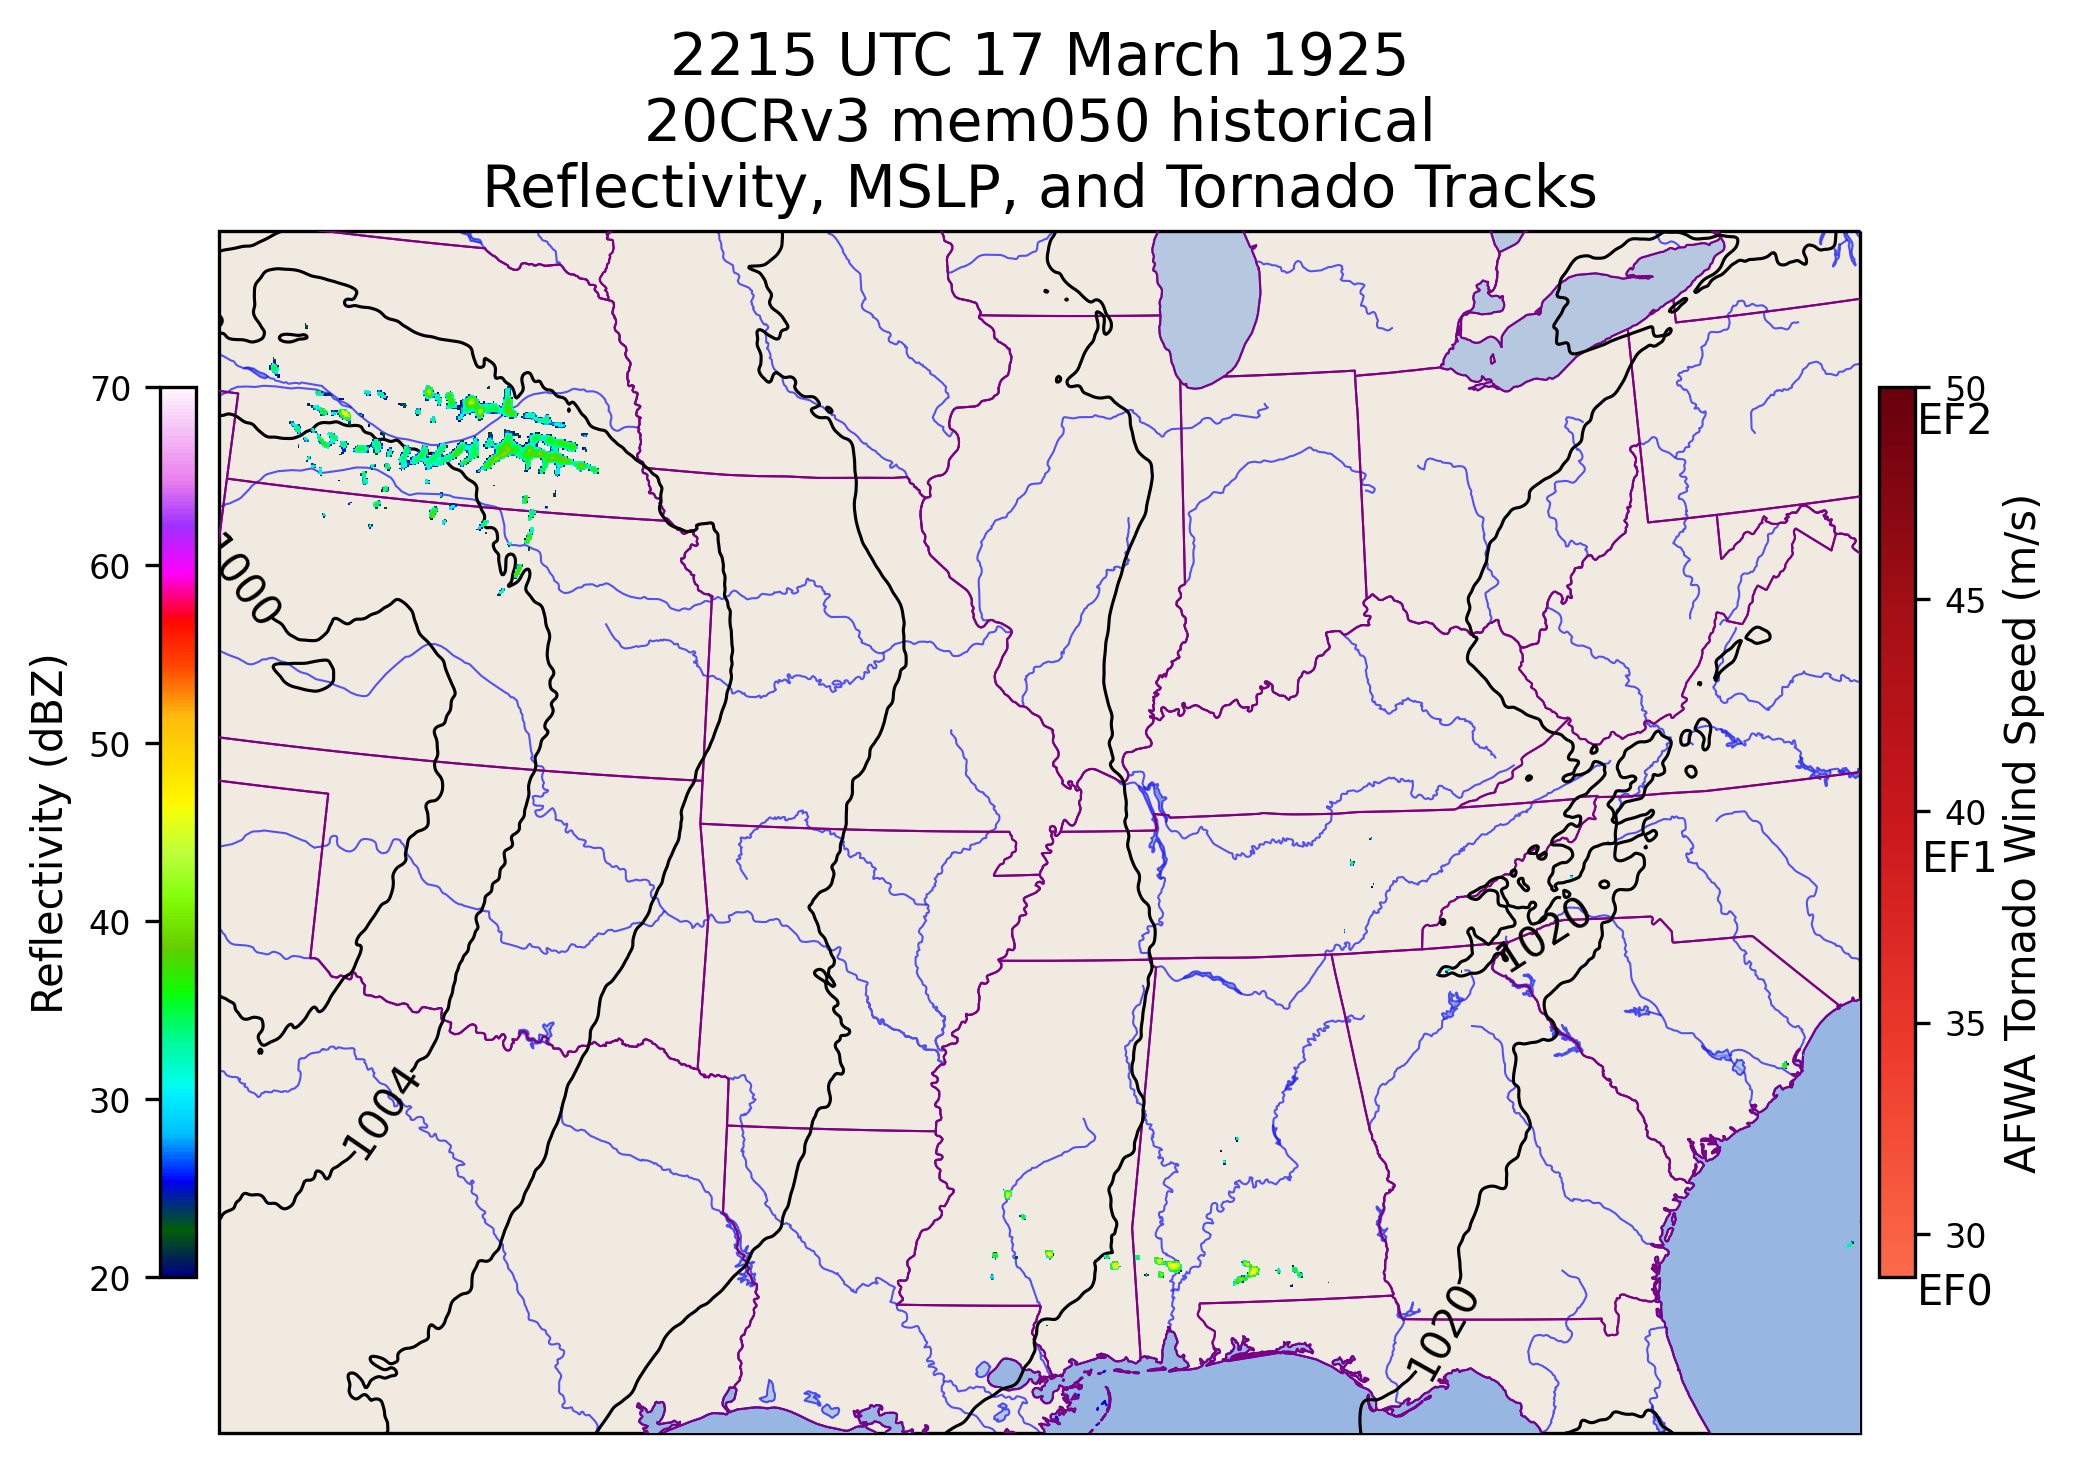 2215 UTC 17 March 1925
20CRv3 mem050 historical
Reflectivity, MSLP, and Tornado Tracks
70
60
50
40
30
20
Reflectivity (dBZ)
1000
1004
1020
1020
50
EF2
45
40
EF1
35
30
EF0
AFWA Tornado Wind Speed (m/s)